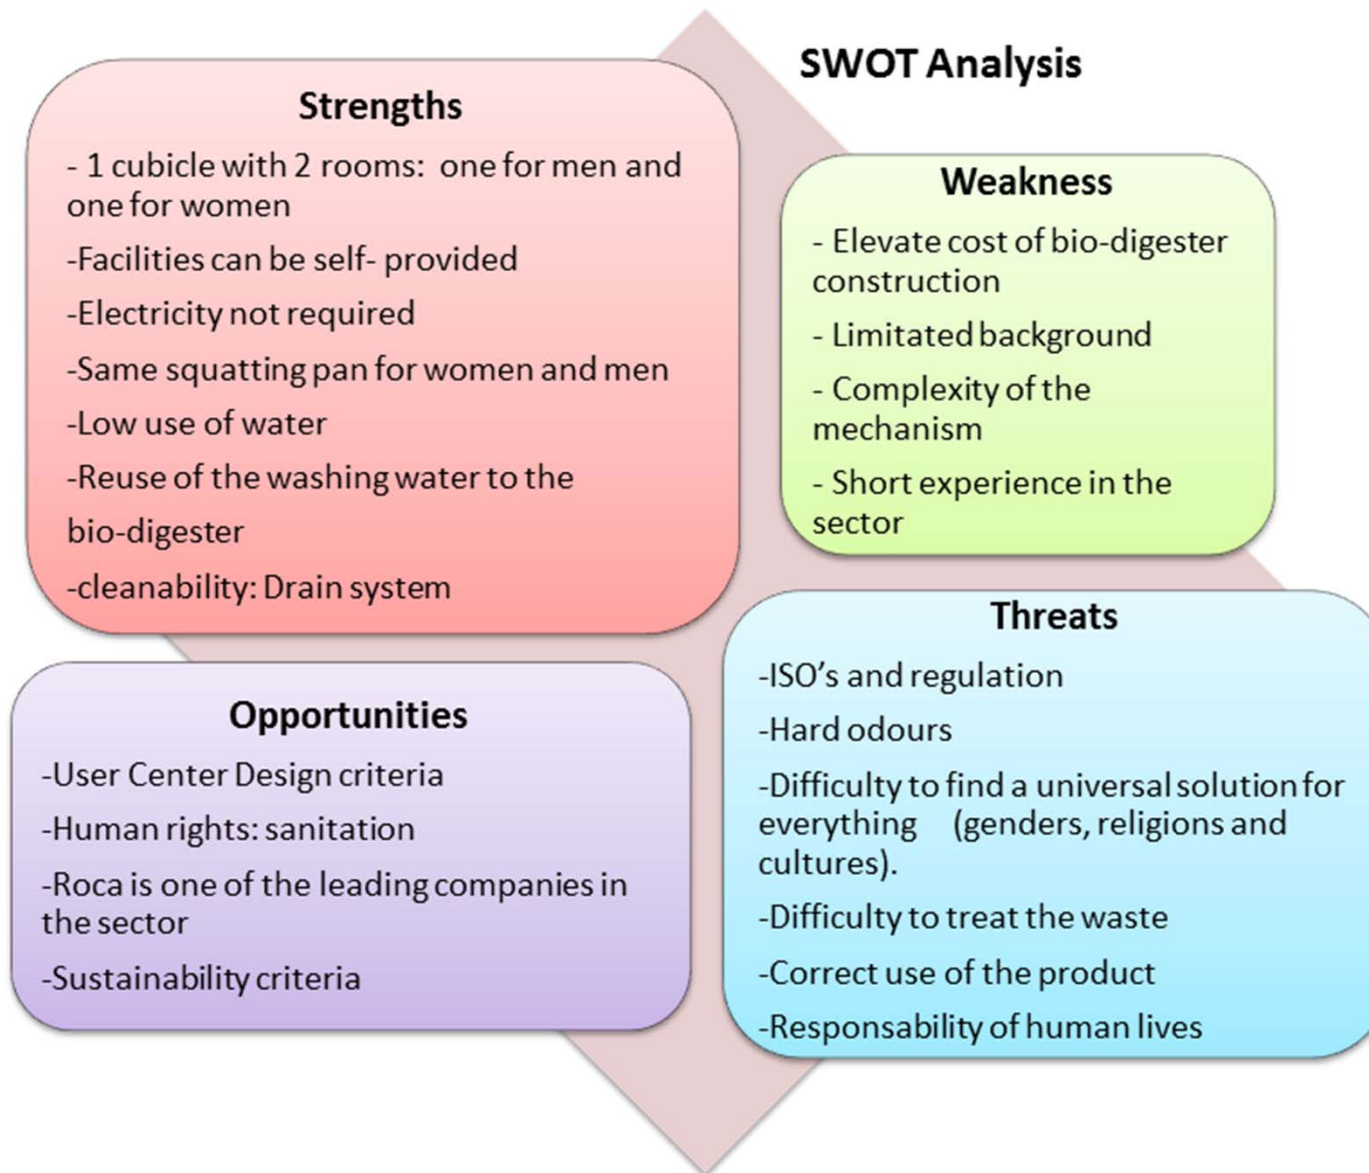 SWOT Analysis
Strengths
- 1 cubicle with 2 rooms:  one for men and
one for women
-Facilities can be self- provided
-Electricity not required
-Same squatting pan for women and men
-Low use of water
-Reuse of the washing water to the
bio-digester
-cleanability: Drain system
Weakness
- Elevate cost of bio-digester
construction
- Limitated background
- Complexity of the
mechanism
- Short experience in the
sector
Opportunities
-User Center Design criteria
-Human rights: sanitation
-Roca is one of the leading companies in
the sector
-Sustainability criteria
Threats
-ISO’s and regulation
-Hard odours
-Difficulty to find a universal solution for
everything    (genders, religions and
cultures).
-Difficulty to treat the waste
-Correct use of the product
-Responsability of human lives